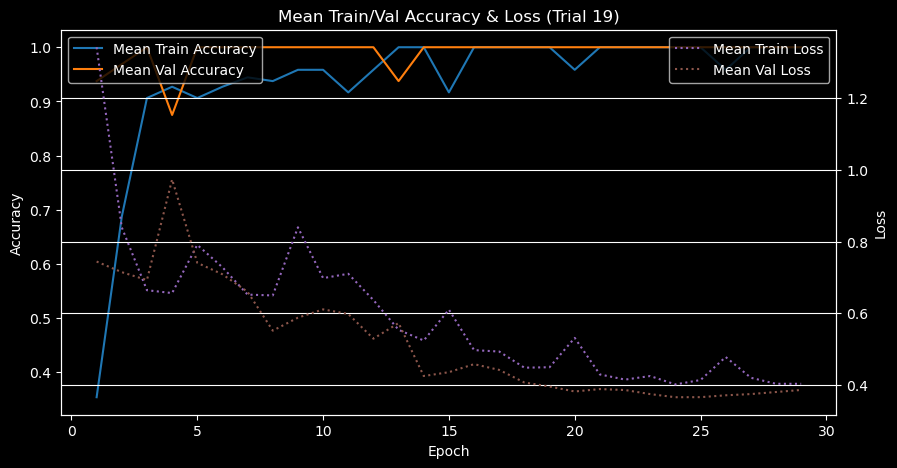 Mean Train/Val Accuracy & Loss (Trial 19)
Mean Train Accuracy
Mean Val Accuracy
Mean Train Loss
Mean Val Loss
Accuracy
1.0
0.9
0.8
0.7
0.6
0.5
0.4
1.2
1.0
0.8
0.6
0.4
Loss
0 5 10 15 20 25 30
Epoch